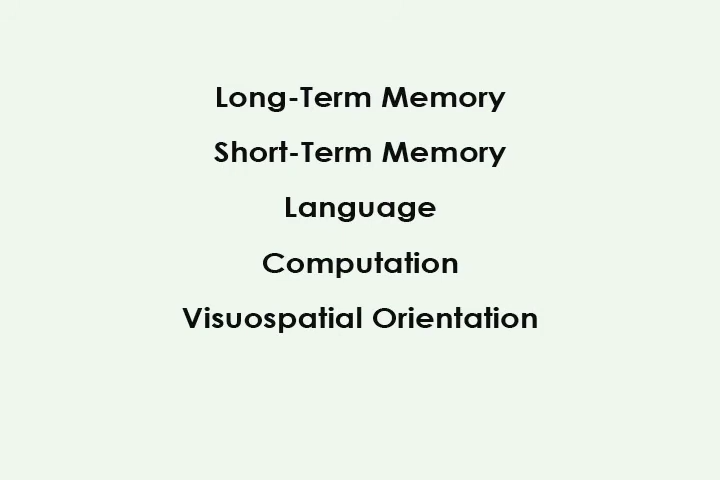 Long-Term Memory
Short-Term Memory
Language
Computation
Visuospatial Orientation